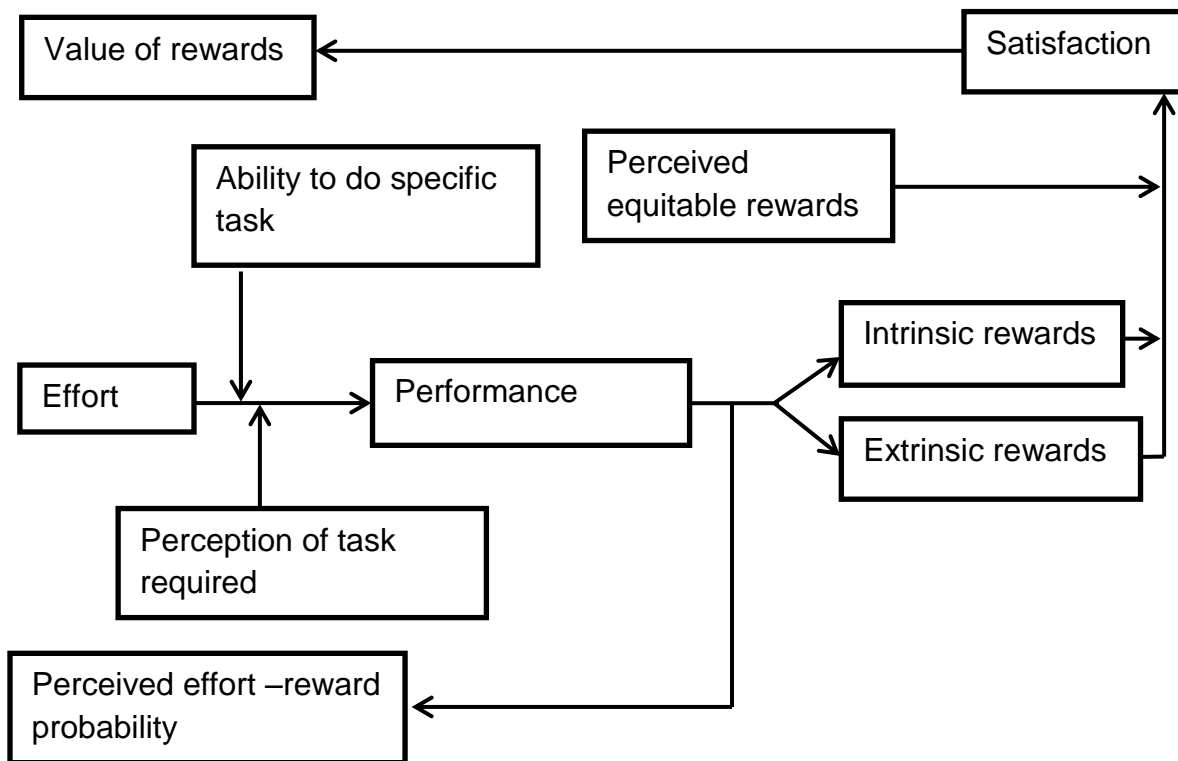 Value of rewards
Satisfaction
Ability to do specific
task
Perceived
equitable rewards
Intrinsic rewards
Effort
Performance
Extrinsic rewards
Perception of task
required
Perceived effort –reward
probability